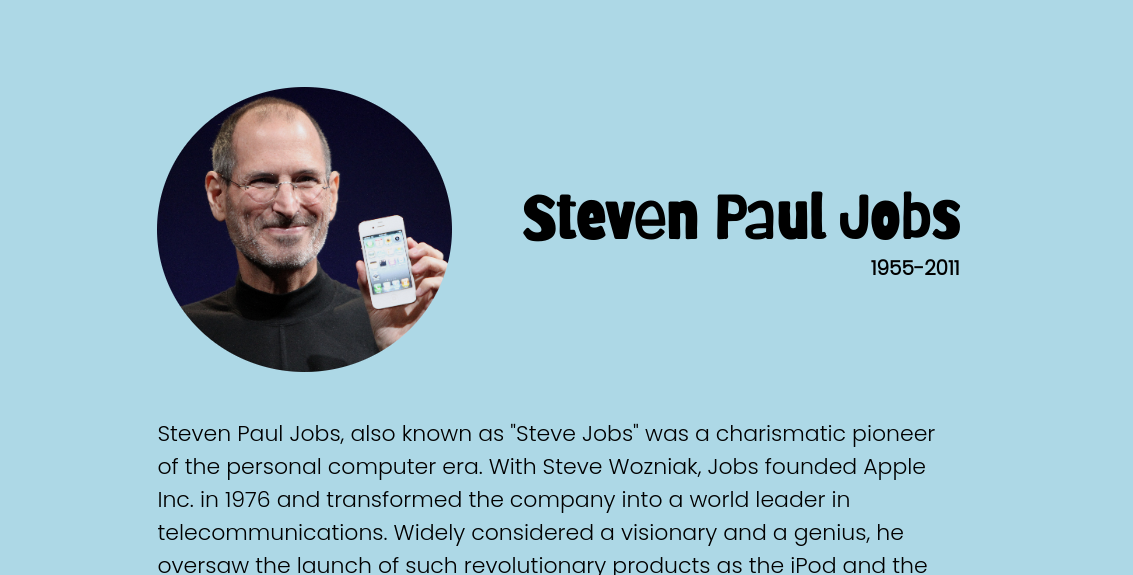 Steven Paul Jobs
1955-2011
Steven Paul Jobs, also known as "Steve Jobs" was a charismatic pioneer
of the personal computer era. With Steve Wozniak, Jobs founded Apple
Inc. in 1976 and transformed the company into a world leader in
telecommunications. Widely considered a visionary and a genius, he
oversaw the launch of such revolutionary products as the iPod and the